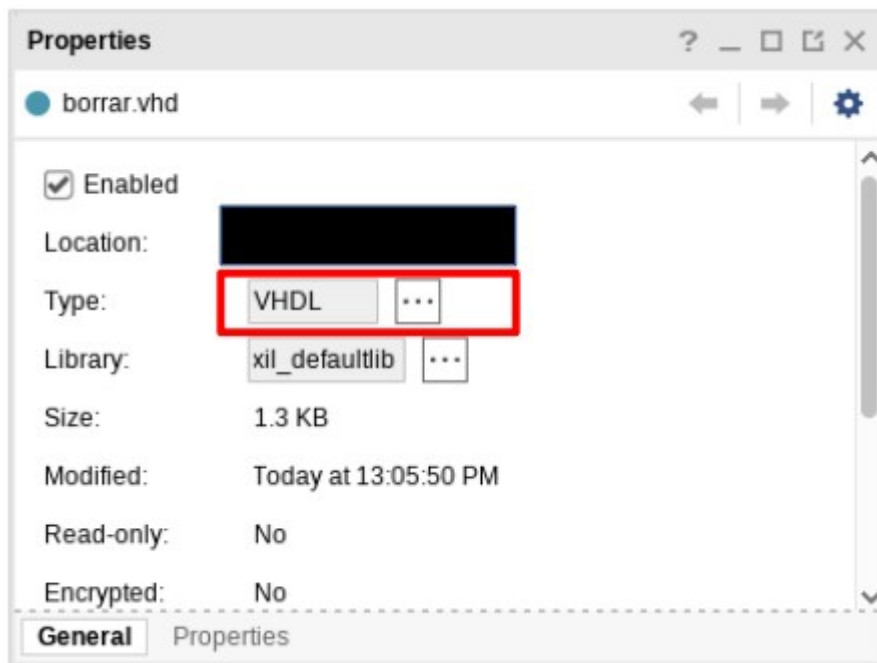 Properties ?
borrar.vhd
Enabled
Location:
Type: VHDL ...
Library: xil_defaultlib ...
Size: 1.3 KB
Modified: Today at 13:05:50 PM
Read-only: No
Encrypted: No
General Properties